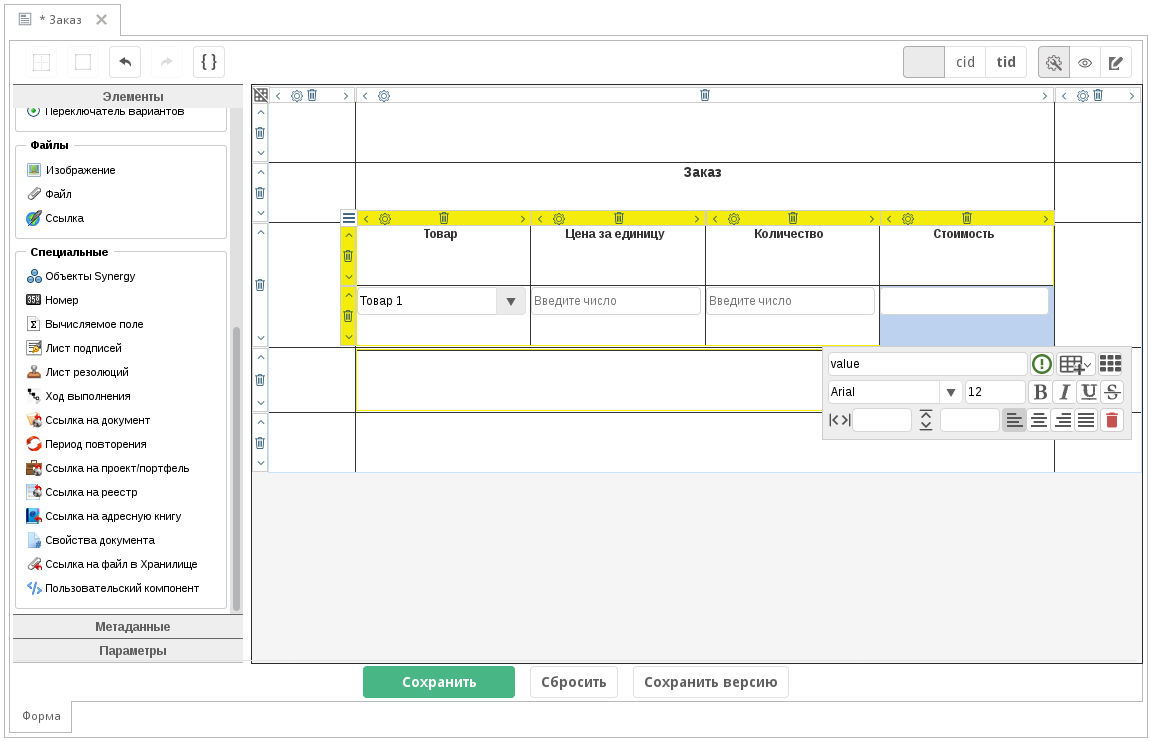 * Заказ
{ }
cid
tid
Элементы
Переключатель вариантов
Файлы
Изображение
Файл
Ссылка
Специальные
Объекты Synergy
Номер
Вычисляемое поле
Лист подписей
Лист резолюций
Ход выполнения
Ссылка на документ
Период повторения
Ссылка на проект/портфель
Ссылка на реестр
Ссылка на адресную книгу
Свойства документа
Ссылка на файл в Хранилище
Пользовательский компонент
Метаданные
Параметры
Заказ
Товар Цена за единицу Количество Стоимость
Товар 1 Введите число Введите число
value
Arial 12 B I U S
Сохранить Сбросить Сохранить версию
Форма